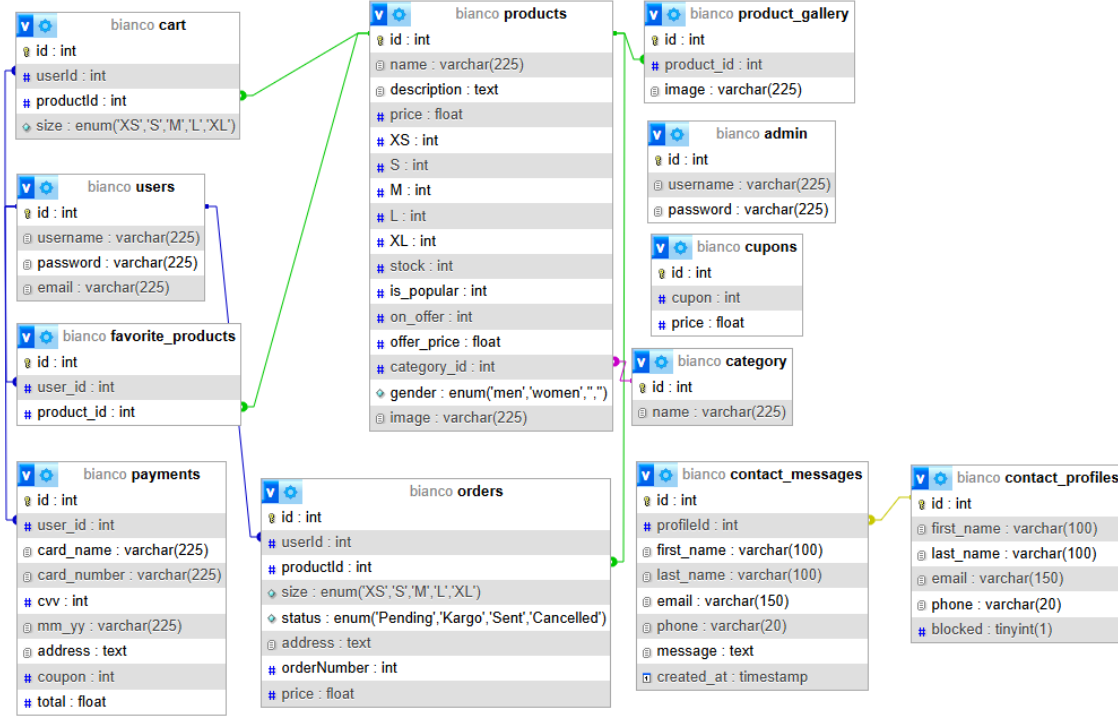 bianco cart
id : int
userId : int
productId : int
size : enum('XS','S','M','L','XL')
bianco users
id : int
username : varchar(225)
password : varchar(225)
email : varchar(225)
bianco favorite_products
id : int
user_id : int
product_id : int
bianco payments
id : int
user_id : int
card_name : varchar(225)
card_number : varchar(225)
cvv : int
mm_yy : varchar(225)
address : text
coupon : int
total : float
bianco products
id : int
name : varchar(225)
description : text
price : float
XS : int
S : int
M : int
L : int
XL : int
stock : int
is_popular : int
on_offer : int
offer_price : float
category_id : int
gender : enum('men','women','','')
image : varchar(225)
bianco orders
id : int
userId : int
productId : int
size : enum('XS','S','M','L','XL')
status : enum('Pending','Kargo','Sent','Cancelled')
address : text
orderNumber : int
price : float
bianco product_gallery
id : int
product_id : int
image : varchar(225)
bianco admin
id : int
username : varchar(225)
password : varchar(225)
bianco cupons
id : int
cupon : int
price : float
bianco category
id : int
name : varchar(225)
bianco contact_messages
id : int
profileId : int
first_name : varchar(100)
last_name : varchar(100)
email : varchar(150)
phone : varchar(20)
message : text
created_at : timestamp
bianco contact_profiles
id : int
first_name : varchar(100)
last_name : varchar(100)
email : varchar(150)
phone : varchar(20)
blocked : tinyint(1)